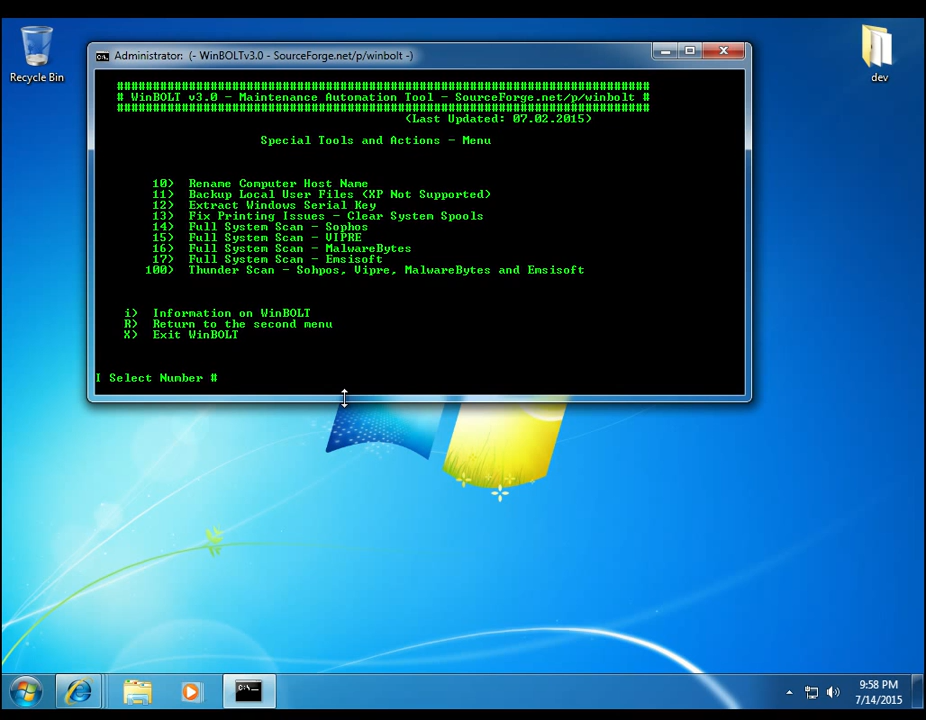 Recycle Bin
dev
Administrator: (- WinBOLTv3.0 - SourceForge.net/p/winbolt -)
##########################################################################
# WinBOLT v3.0 - Maintenance Automation Tool - SourceForge.net/p/winbolt #
##########################################################################
(Last Updated: 07.02.2015)
Special Tools and Actions - Menu
10) Rename Computer Host Name
11) Backup Local User Files (XP Not Supported)
12) Extract Windows Serial Key
13) Fix Printing Issues - Clear System Spools
14) Full System Scan - Sophos
15) Full System Scan - VIPRE
16) Full System Scan - MalwareBytes
17) Full System Scan - Emsisoft
100) Thunder Scan - Sohpos, Vipre, MalwareBytes and Emsisoft
i) Information on WinBOLT
R) Return to the second menu
X) Exit WinBOLT
I Select Number #
C:\_
9:58 PM
7/14/2015